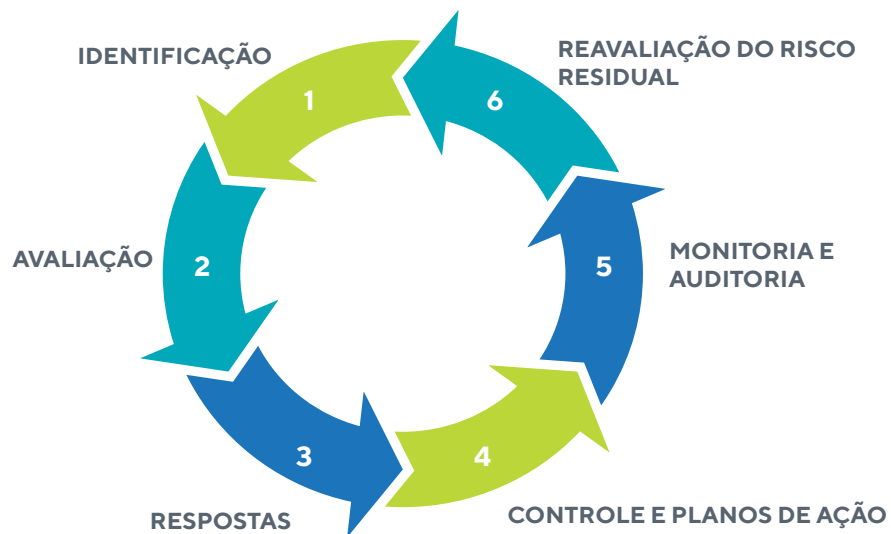 IDENTIFICAÇÃO
1
AVALIAÇÃO
2
RESPOSTAS
3
CONTROLE E PLANOS DE AÇÃO
4
MONITORIA E
AUDITORIA
5
REAVALIAÇÃO DO RISCO
RESIDUAL
6